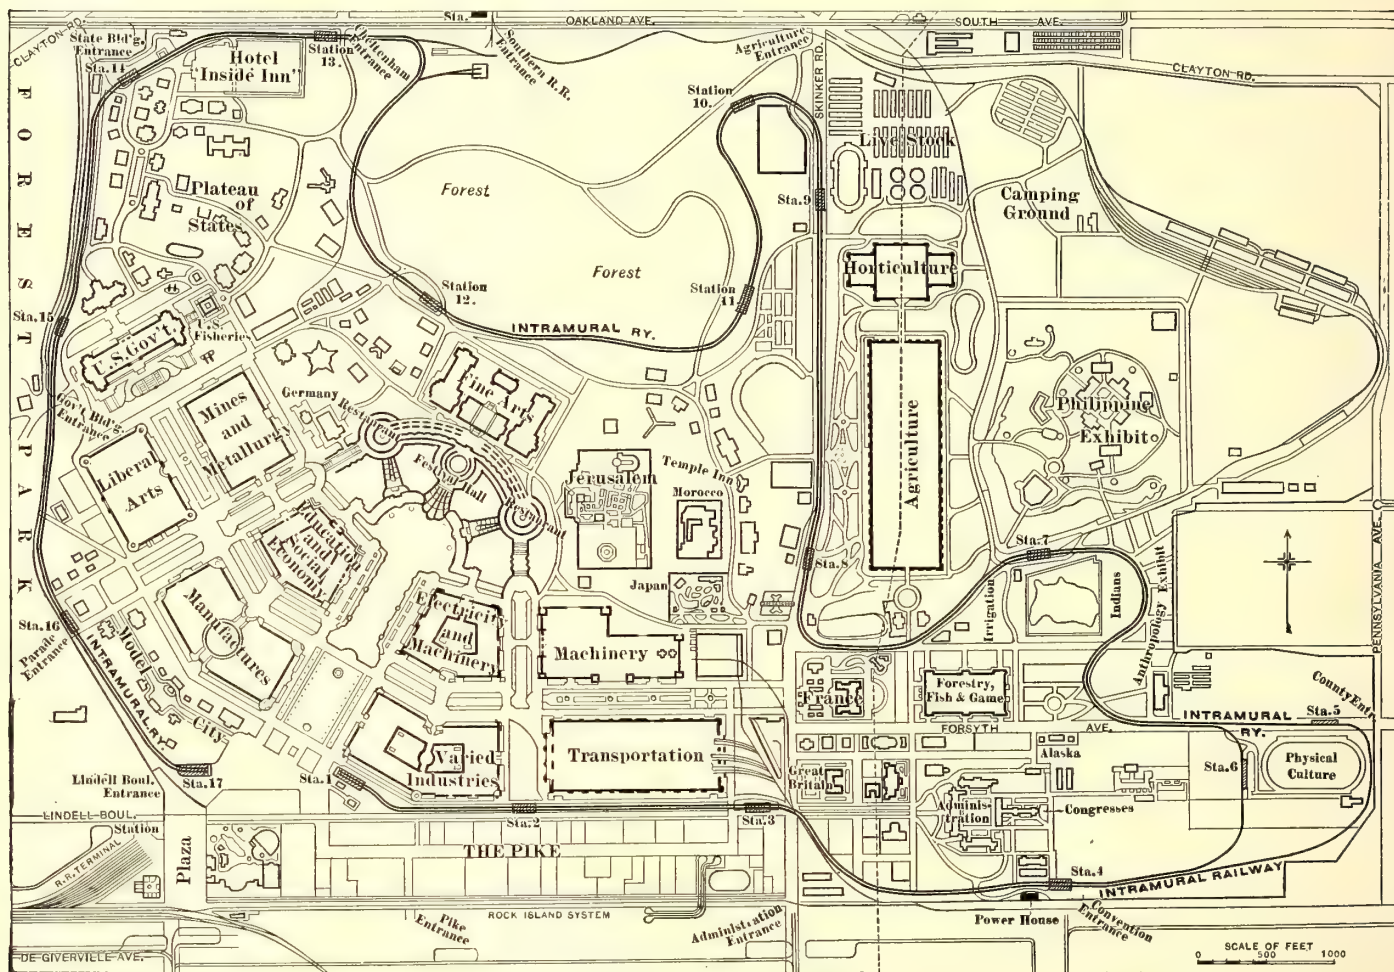 CLAYTON RD.
State Bld'g.
Entrance
Sta.14
Hotel
"Inside Inn"
Station
13.
Cheltenham
Entrance
Sta.
Southern R.R.
Entrance
OAKLAND AVE.
SOUTH AVE.
Agriculture
Entrance
SKINKER RD.
CLAYTON RD.
FOREST PARK
Plateau
of
States
Forest
Forest
Station
10.
Live Stock
Sta.9
Camping
Ground
Horticulture
Station
12.
Station
11.
INTRAMURAL RY.
Sta.15
U.S. Gov't.
U.S.
Fisheries
Gov't Bld'g.
Entrance
Mines
and
Metallurgy
Germany
Restaurant
Fine Arts
Festival Hall
Restaurant
Liberal
Arts
Education
and
Social
Economy
Jerusalem
Temple Inn
Morocco
Japan
Agriculture
Philippine
Exhibit
Sta.8
Sta.7
Irrigation
Indians
Anthropology Exhibit
PENNSYLVANIA AVE.
Sta.16
Parade
Entrance
INTRAMURAL RY.
Model
City
Manufactures
Electricity
and
Machinery
Machinery
France
Forestry,
Fish & Game
FORSYTH AVE.
INTRAMURAL
RY.
County Entr.
Sta.5
Sta.6
Physical
Culture
Lindell Boul.
Entrance
Sta.17
Sta.1
Varied
Industries
Transportation
Great
Britain
Alaska
Adminis-
tration
Congresses
LINDELL BOUL.
Station
R.R. TERMINAL
Plaza
Sta.2
THE PIKE
Sta.3
Sta.4
INTRAMURAL RAILWAY
ROCK ISLAND SYSTEM
Pike
Entrance
Administration
Entrance
Power House
Convention
Entrance
DE GIVERVILLE AVE.
SCALE OF FEET
0 500 1000